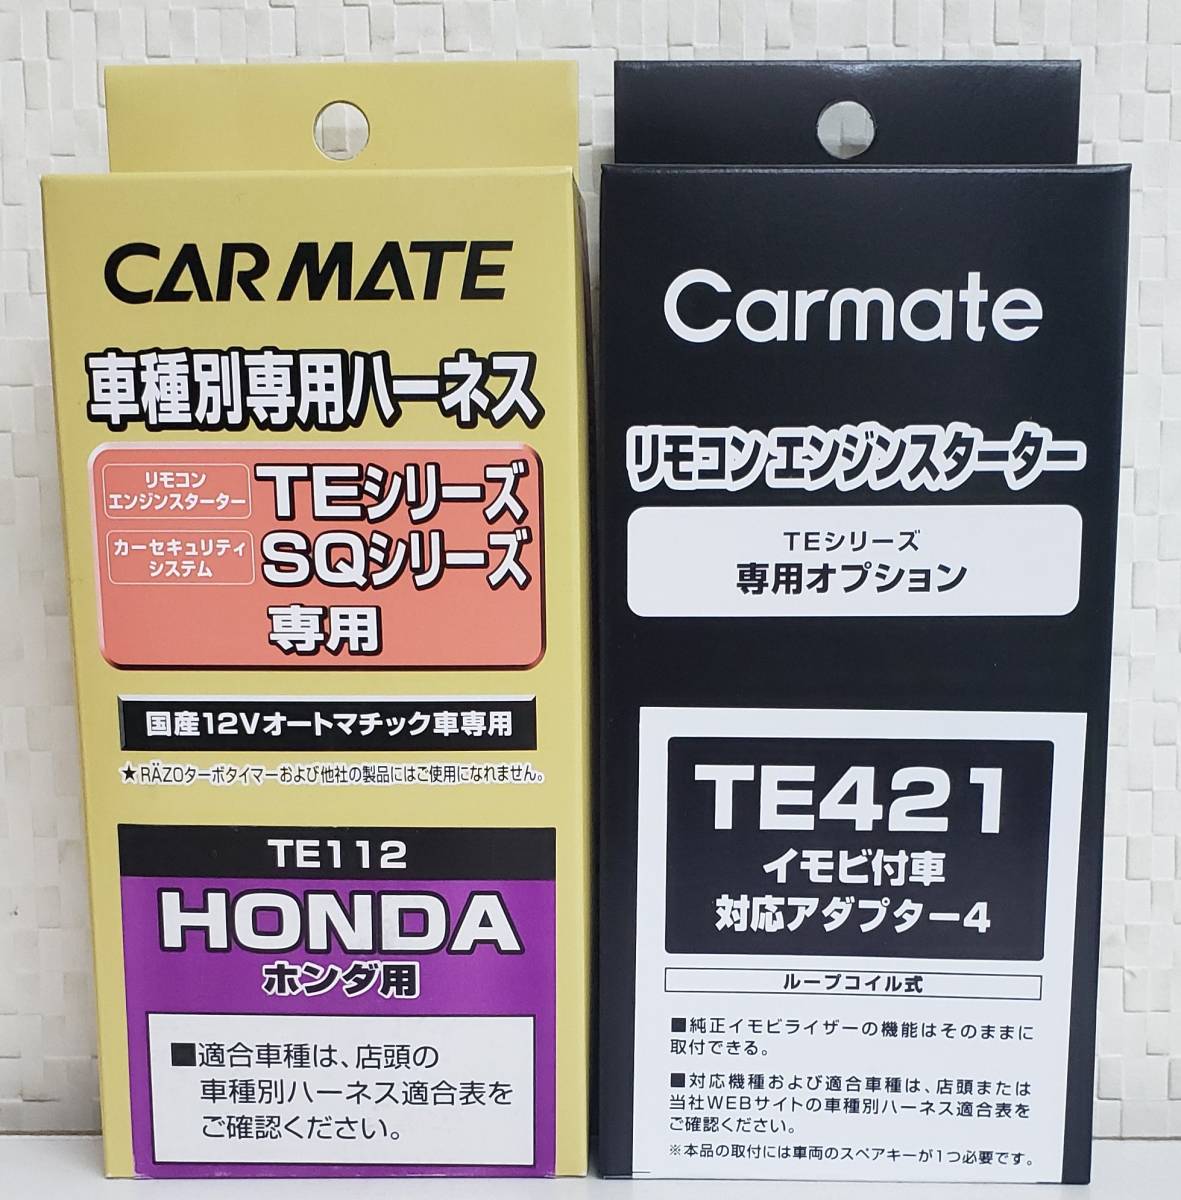 CAR MATE
車種別専用ハーネス
リモコン
エンジンスターター
TEシリーズ
カーセキュリティ
システム
SQシリーズ
専用
国産12Vオートマチック車専用
★RÄZOターボタイマーおよび他社の製品にはご使用になれません。
TE112
HONDA
ホンダ用
■適合車種は、店頭の
車種別ハーネス適合表を
ご確認ください。
Carmate
リモコンエンジンスターター
TEシリーズ
専用オプション
TE421
イモビ付車
対応アダプター4
ループコイル式
■純正イモビライザーの機能はそのままに
取付できる。
■対応機種および適合車種は、店頭または
当社WEBサイトの車種別ハーネス適合表を
ご確認ください。
※本品の取付には車両のスペアキーが1つ必要です。